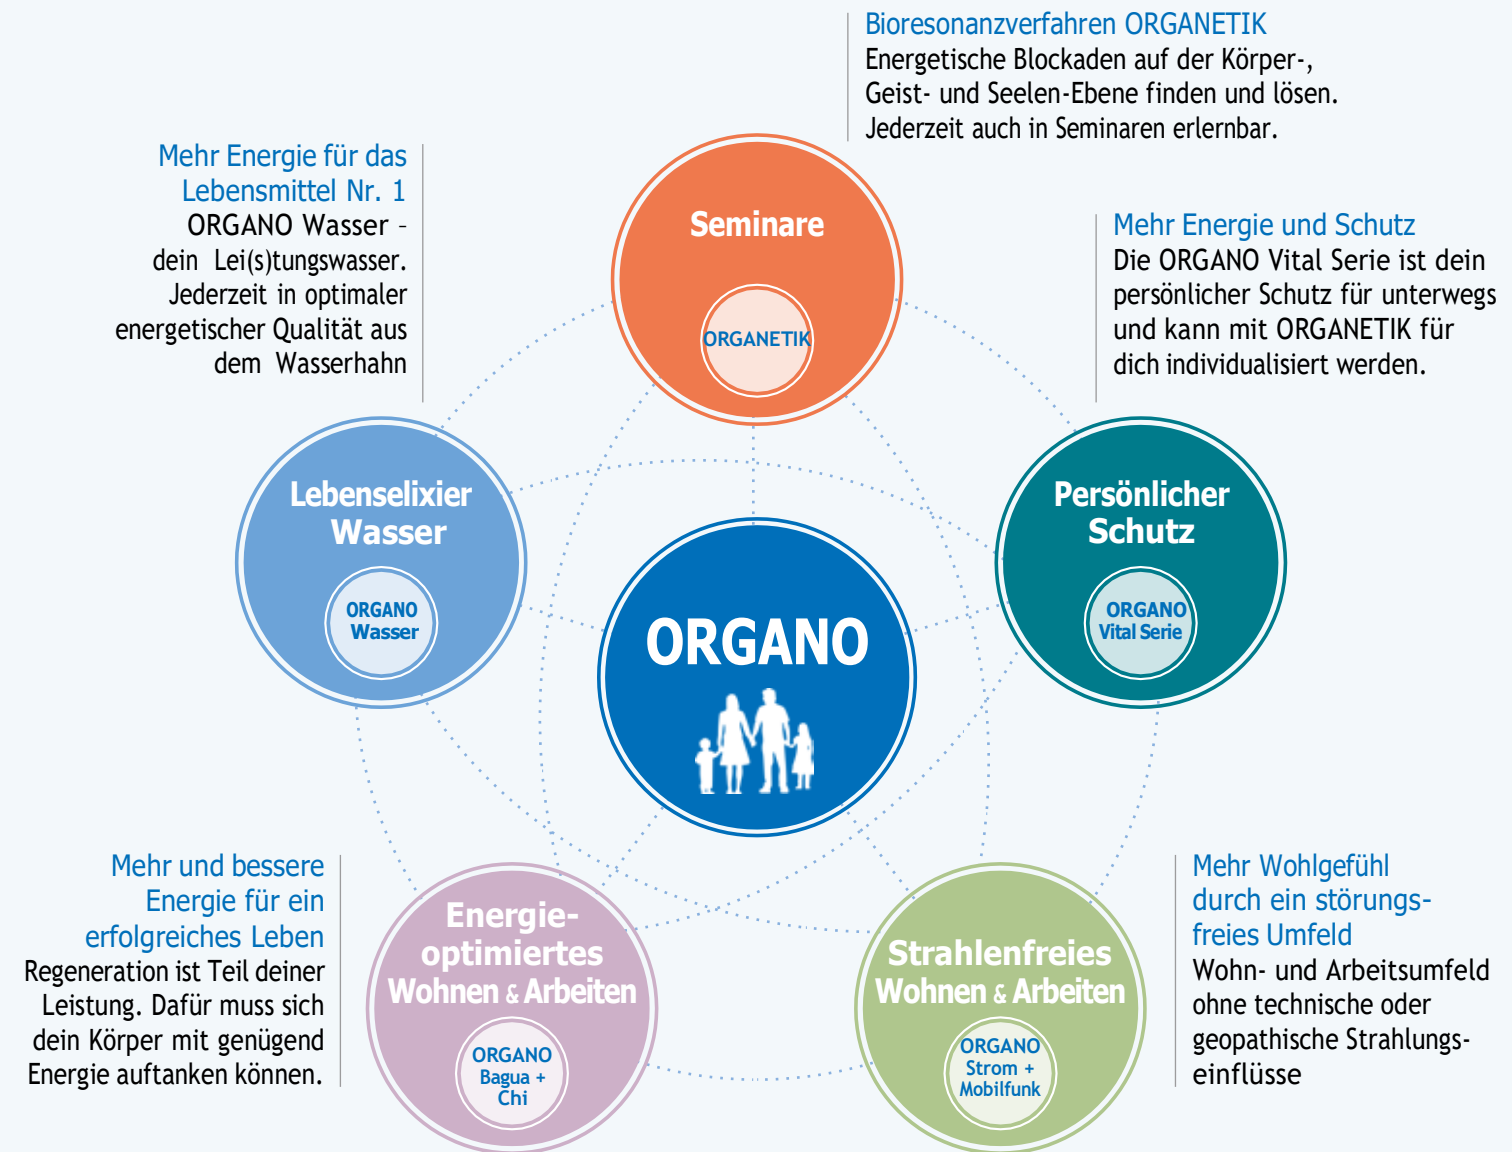 Bioresonanzverfahren ORGANETIK
Energetische Blockaden auf der Körper-,
Geist- und Seelen-Ebene finden und lösen.
Jederzeit auch in Seminaren erlernbar.
Mehr Energie für das
Lebensmittel Nr. 1
ORGANO Wasser –
dein Lei(s)tungswasser.
Jederzeit in optimaler
energetischer Qualität aus
dem Wasserhahn
Seminare
ORGANETIK
Mehr Energie und Schutz
Die ORGANO Vital Serie ist dein
persönlicher Schutz für unterwegs
und kann mit ORGANETIK für
dich individualisiert werden.
Lebenselixier
Wasser
ORGANO
Wasser
Persönlicher
Schutz
ORGANO
Vital Serie
ORGANO
Mehr und bessere
Energie für ein
erfolgreiches Leben
Regeneration ist Teil deiner
Leistung. Dafür muss sich
dein Körper mit genügend
Energie auftanken können.
Energie-
optimiertes
Wohnen & Arbeiten
ORGANO
Bagua +
Chi
Strahlenfreies
Wohnen & Arbeiten
ORGANO
Strom +
Mobilfunk
Mehr Wohlgefühl
durch ein störungs-
freies Umfeld
Wohn- und Arbeitsumfeld
ohne technische oder
geopathische Strahlungs-
einflüsse